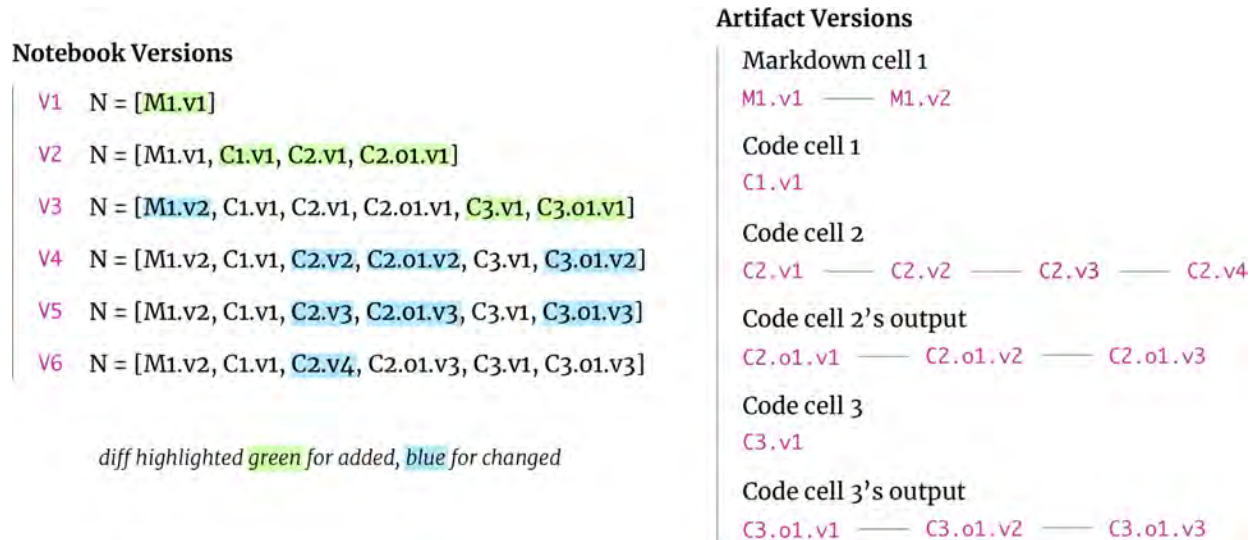 Notebook Versions
V1 N = [M1.v1]
V2 N = [M1.v1, C1.v1, C2.v1, C2.o1.v1]
V3 N = [M1.v2, C1.v1, C2.v1, C2.o1.v1, C3.v1, C3.o1.v1]
V4 N = [M1.v2, C1.v1, C2.v2, C2.o1.v2, C3.v1, C3.o1.v2]
V5 N = [M1.v2, C1.v1, C2.v3, C2.o1.v3, C3.v1, C3.o1.v3]
V6 N = [M1.v2, C1.v1, C2.v4, C2.o1.v3, C3.v1, C3.o1.v3]
diff highlighted green for added, blue for changed
Artifact Versions
Markdown cell 1
M1.v1 M1.v2
Code cell 1
C1.v1
Code cell 2
C2.v1 C2.v2 C2.v3 C2.v4
Code cell 2’s output
C2.o1.v1 C2.o1.v2 C2.o1.v3
Code cell 3
C3.v1
Code cell 3’s output
C3.o1.v1 C3.o1.v2 C3.o1.v3